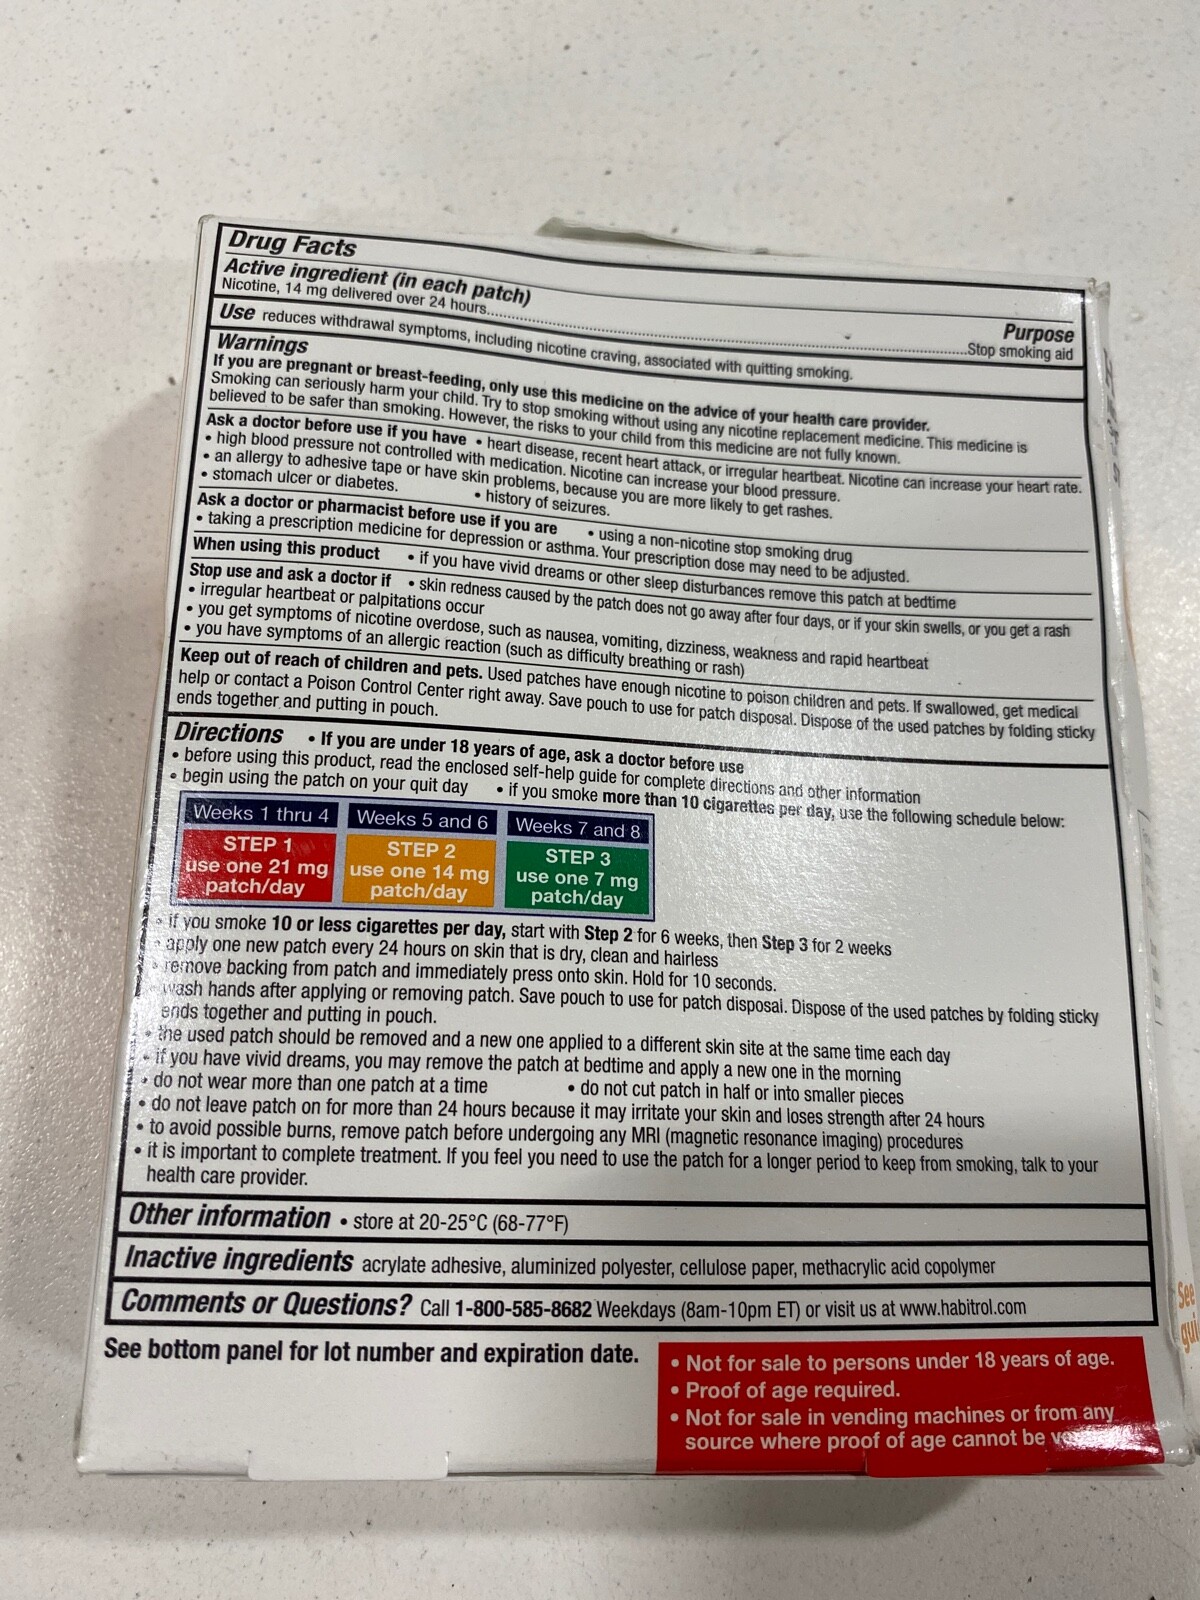 Drug Facts
Active ingredient (in each patch)
Purpose
Nicotine, 14 mg delivered over 24 hours..........Stop smoking aid
Use reduces withdrawal symptoms, including nicotine craving, associated with quitting smoking.
Warnings
If you are pregnant or breast-feeding, only use this medicine on the advice of your health care provider.
Smoking can seriously harm your child. Try to stop smoking without using any nicotine replacement medicine. This medicine is
believed to be safer than smoking. However, the risks to your child from this medicine are not fully known.
Ask a doctor before use if you have • heart disease, recent heart attack, or irregular heartbeat. Nicotine can increase your heart rate.
• high blood pressure not controlled with medication. Nicotine can increase your blood pressure.
• an allergy to adhesive tape or have skin problems, because you are more likely to get rashes.
• stomach ulcer or diabetes. • history of seizures.
Ask a doctor or pharmacist before use if you are • using a non-nicotine stop smoking drug
• taking a prescription medicine for depression or asthma. Your prescription dose may need to be adjusted.
When using this product • if you have vivid dreams or other sleep disturbances remove this patch at bedtime
Stop use and ask a doctor if • skin redness caused by the patch does not go away after four days, or if your skin swells, or you get a rash
• irregular heartbeat or palpitations occur
• you get symptoms of nicotine overdose, such as nausea, vomiting, dizziness, weakness and rapid heartbeat
• you have symptoms of an allergic reaction (such as difficulty breathing or rash)
Keep out of reach of children and pets. Used patches have enough nicotine to poison children and pets. If swallowed, get medical
help or contact a Poison Control Center right away. Save pouch to use for patch disposal. Dispose of the used patches by folding sticky
ends together and putting in pouch.
Directions • If you are under 18 years of age, ask a doctor before use
• before using this product, read the enclosed self-help guide for complete directions and other information
• begin using the patch on your quit day • if you smoke more than 10 cigarettes per day, use the following schedule below:
Weeks 1 thru 4 Weeks 5 and 6 Weeks 7 and 8
STEP 1 STEP 2 STEP 3
use one 21 mg use one 14 mg use one 7 mg
patch/day patch/day patch/day
• if you smoke 10 or less cigarettes per day, start with Step 2 for 6 weeks, then Step 3 for 2 weeks
• apply one new patch every 24 hours on skin that is dry, clean and hairless
• remove backing from patch and immediately press onto skin. Hold for 10 seconds.
• wash hands after applying or removing patch. Save pouch to use for patch disposal. Dispose of the used patches by folding sticky
ends together and putting in pouch.
• the used patch should be removed and a new one applied to a different skin site at the same time each day
• if you have vivid dreams, you may remove the patch at bedtime and apply a new one in the morning
• do not wear more than one patch at a time • do not cut patch in half or into smaller pieces
• do not leave patch on for more than 24 hours because it may irritate your skin and loses strength after 24 hours
• to avoid possible burns, remove patch before undergoing any MRI (magnetic resonance imaging) procedures
• it is important to complete treatment. If you feel you need to use the patch for a longer period to keep from smoking, talk to your
health care provider.
Other information • store at 20-25°C (68-77°F)
Inactive ingredients acrylate adhesive, aluminized polyester, cellulose paper, methacrylic acid copolymer
Comments or Questions? Call 1-800-585-8682 Weekdays (8am-10pm ET) or visit us at www.habitrol.com
See bottom panel for lot number and expiration date.
• Not for sale to persons under 18 years of age.
• Proof of age required.
• Not for sale in vending machines or from any
source where proof of age cannot be
See